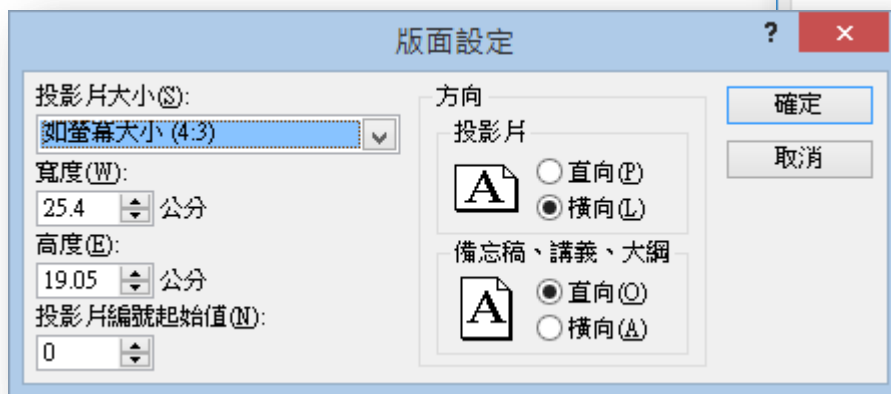 版面設定
?
投影片大小(S):
如螢幕大小 (4:3)
寬度(W):
25.4 公分
高度(E):
19.05 公分
投影片編號起始值(N):
0
方向
投影片
A
直向(P)
橫向(L)
備忘稿、講義、大綱
A
直向(O)
橫向(A)
確定
取消